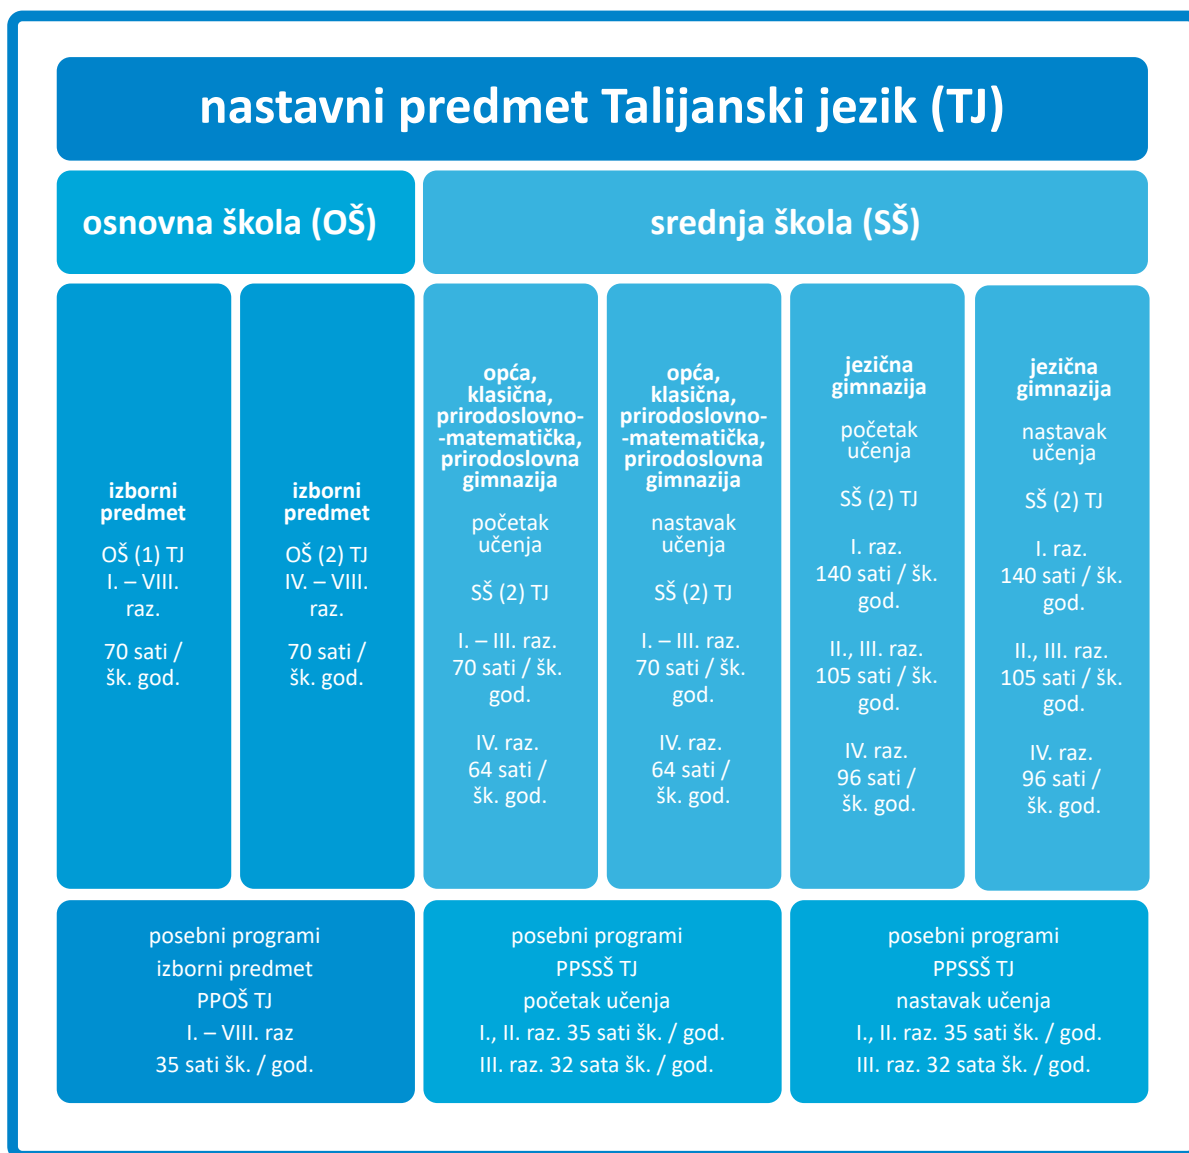 nastavni predmet Talijanski jezik (TJ)
osnovna škola (OŠ)
srednja škola (SŠ)
izborni
predmet
OŠ (1) TJ
I. – VIII.
raz.
70 sati /
šk. god.
izborni
predmet
OŠ (2) TJ
IV. – VIII.
raz.
70 sati /
šk. god.
opća,
klasična,
prirodoslovno-
-matematička,
prirodoslovna
gimnazija
početak
učenja
SŠ (2) TJ
I. – III. raz.
70 sati / šk.
god.
IV. raz.
64 sati /
šk. god.
opća,
klasična,
prirodoslovno-
-matematička,
prirodoslovna
gimnazija
nastavak
učenja
SŠ (2) TJ
I. – III. raz.
70 sati / šk.
god.
IV. raz.
64 sati /
šk. god.
jezična
gimnazija
početak
učenja
SŠ (2) TJ
I. raz.
140 sati / šk.
god.
II., III. raz.
105 sati / šk.
god.
IV. raz.
96 sati /
šk. god.
jezična
gimnazija
nastavak
učenja
SŠ (2) TJ
I. raz.
140 sati / šk.
god.
II., III. raz.
105 sati / šk.
god.
IV. raz.
96 sati /
šk. god.
posebni programi
izborni predmet
PPOŠ TJ
I. – VIII. raz
35 sati šk. / god.
posebni programi
PPSSŠ TJ
početak učenja
I., II. raz. 35 sati šk. / god.
III. raz. 32 sata šk. / god.
posebni programi
PPSSŠ TJ
nastavak učenja
I., II. raz. 35 sati šk. / god.
III. raz. 32 sata šk. / god.